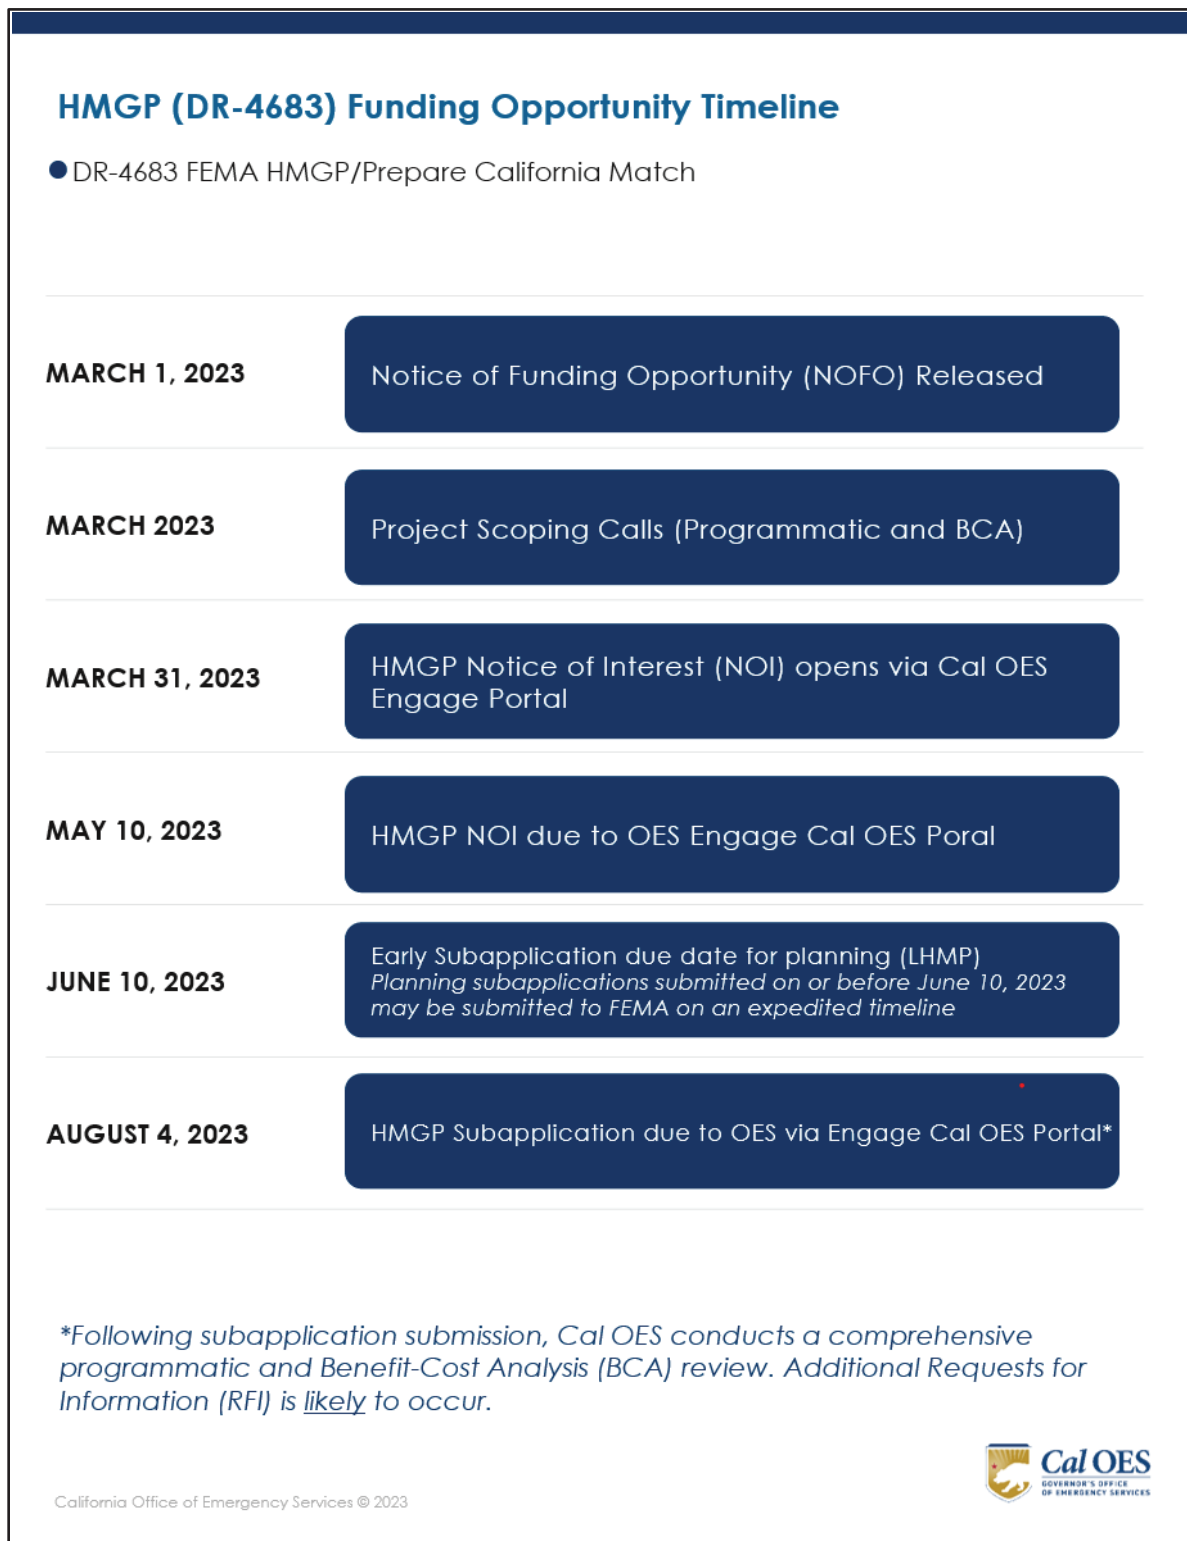 HMGP (DR-4683) Funding Opportunity Timeline
DR-4683 FEMA HMGP/Prepare California Match
MARCH 1, 2023
Notice of Funding Opportunity (NOFO) Released
MARCH 2023
Project Scoping Calls (Programmatic and BCA)
MARCH 31, 2023
HMGP Notice of Interest (NOI) opens via Cal OES
Engage Portal
MAY 10, 2023
HMGP NOI due to OES Engage Cal OES Poral
JUNE 10, 2023
Early Subapplication due date for planning (LHMP)
Planning subapplications submitted on or before June 10, 2023
may be submitted to FEMA on an expedited timeline
AUGUST 4, 2023
HMGP Subapplication due to OES via Engage Cal OES Portal*
*Following subapplication submission, Cal OES conducts a comprehensive
programmatic and Benefit-Cost Analysis (BCA) review. Additional Requests for
Information (RFI) is likely to occur.
Cal OES
GOVERNOR'S OFFICE
OF EMERGENCY SERVICES
California Office of Emergency Services © 2023